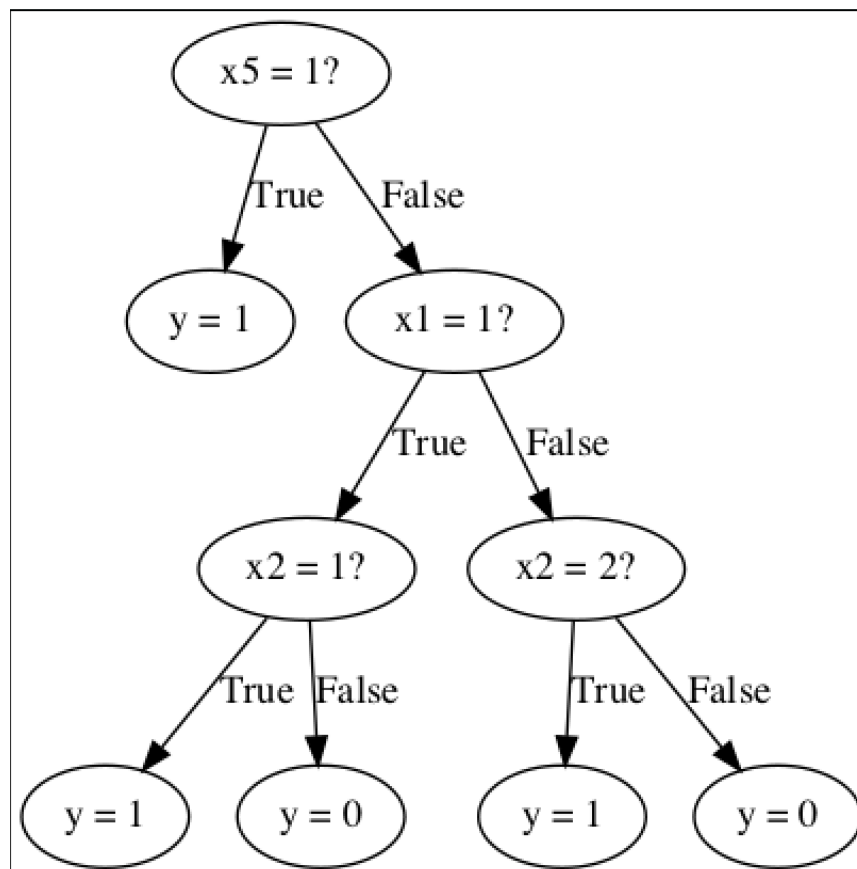 x5 = 1?
True
False
y = 1
x1 = 1?
True
False
x2 = 1?
x2 = 2?
True
False
True
False
y = 1
y = 0
y = 1
y = 0